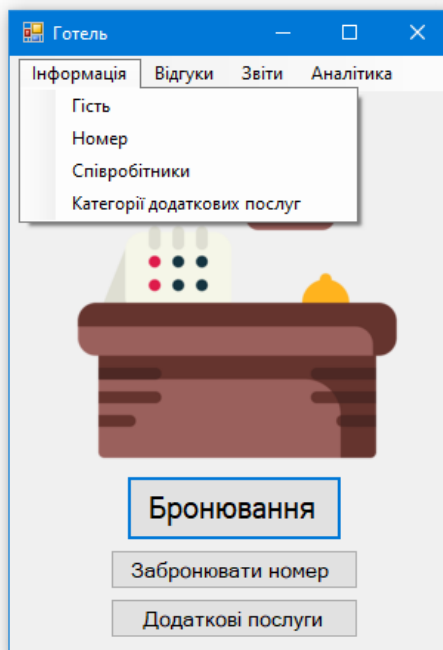 Готель
Інформація Відгуки Звіти Аналітика
Гість
Номер
Співробітники
Категорії додаткових послуг
Бронювання
Забронювати номер
Додаткові послуги